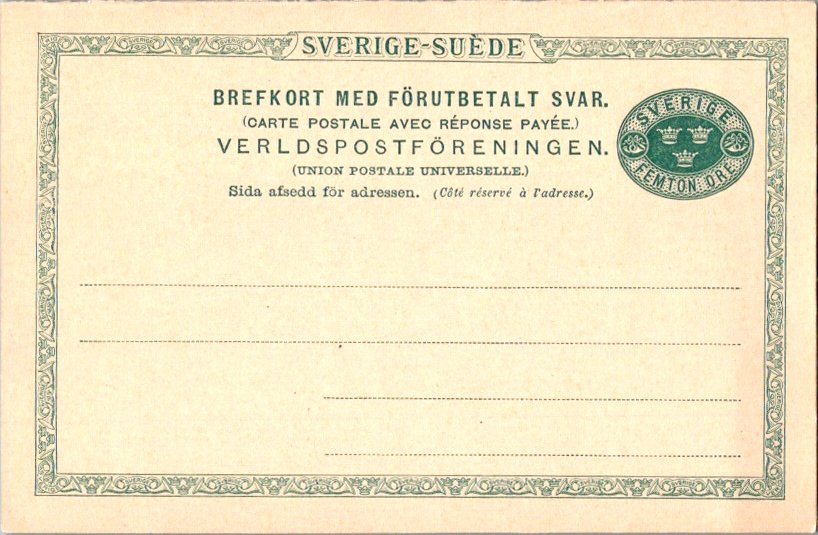 SVERIGE-SUÈDE
BREFKORT MED FÖRUTBETALT SVAR.
(CARTE POSTALE AVEC RÉPONSE PAYÉE.)
VERLDSPOSTFÖRENINGEN.
(UNION POSTALE UNIVERSELLE.)
Sida afsedd för adressen. (Côté réservé à l'adresse.)
SVERIGE
FEMTON ÖRE